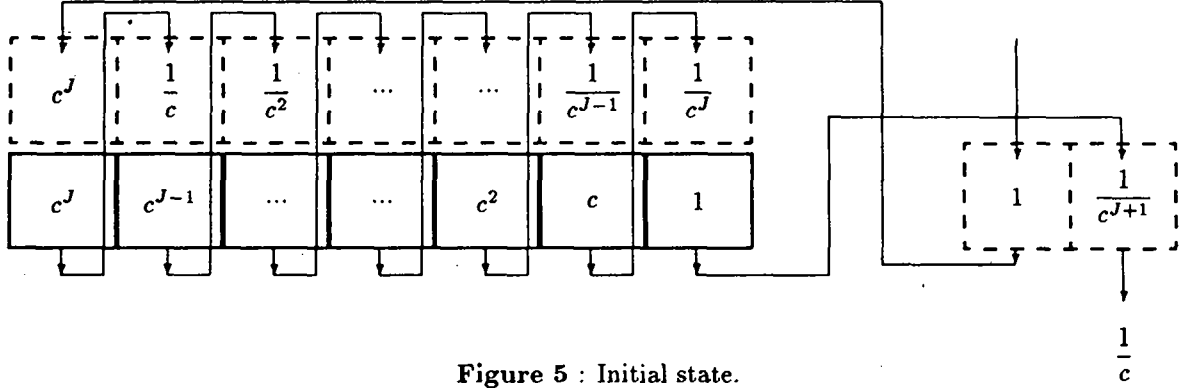 c^J 1/c 1/c^2 ... ... 1/c^{J-1} 1/c^J
c^J c^{J-1} ... ... c^2 c 1
1 1/c^{J+1}
1/c
Figure 5 : Initial state.